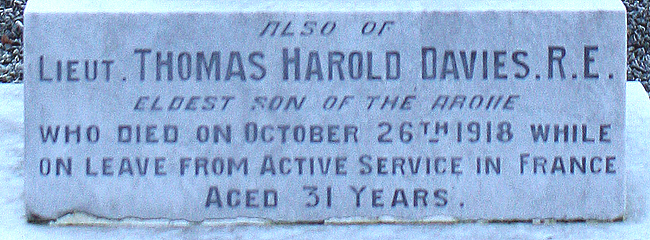 ALSO OF
LIEUT. THOMAS HAROLD DAVIES. R.E.
ELDEST SON OF THE ABOVE
WHO DIED ON OCTOBER 26TH 1918 WHILE
ON LEAVE FROM ACTIVE SERVICE IN FRANCE
AGED 31 YEARS.